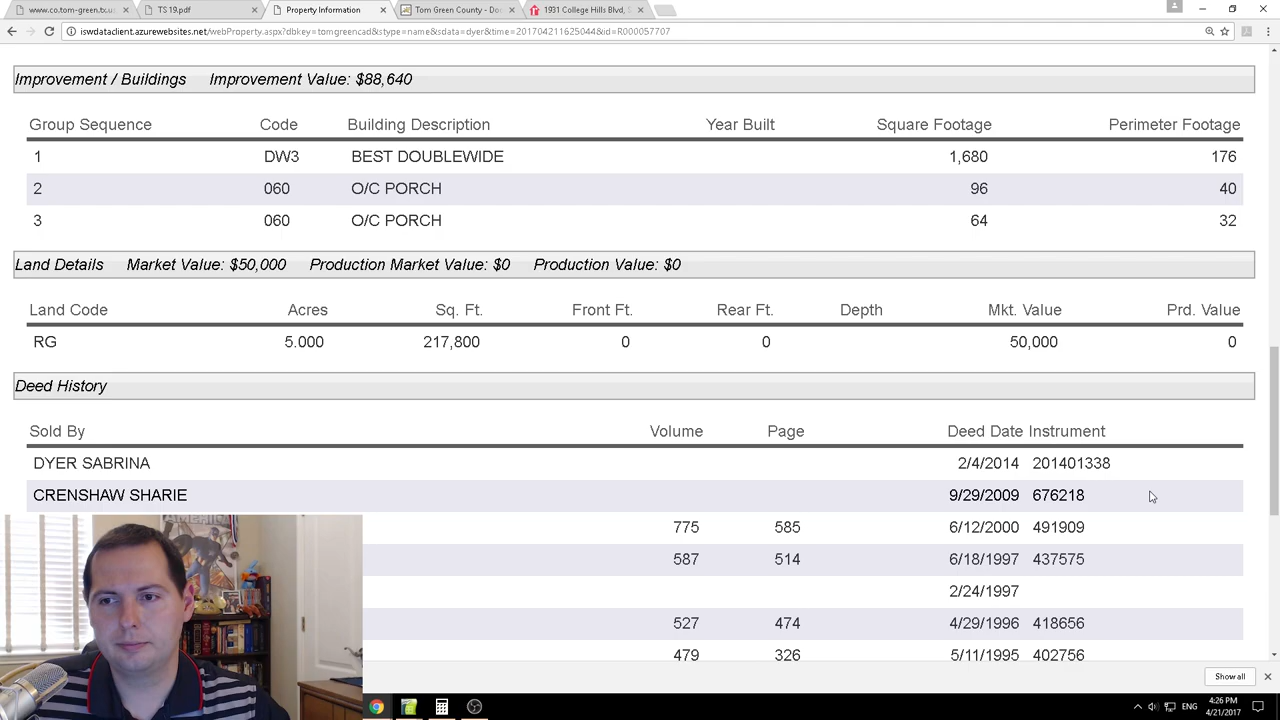 www.co.tom-green.tx.us
TS 19.pdf
Property Information
Tom Green County - Do
1931 College Hills Blvd, S
iswdataclient.azurewebsites.net/webProperty.aspx?dbkey=tomgreencad&stype=name&sdata=dyer&time=201704211625044&id=R000057707
Improvement / Buildings Improvement Value: $88,640
Group Sequence Code Building Description Year Built Square Footage Perimeter Footage
1 DW3 BEST DOUBLEWIDE 1,680 176
2 060 O/C PORCH 96 40
3 060 O/C PORCH 64 32
Land Details Market Value: $50,000 Production Market Value: $0 Production Value: $0
Land Code Acres Sq. Ft. Front Ft. Rear Ft. Depth Mkt. Value Prd. Value
RG 5.000 217,800 0 0 50,000 0
Deed History
Sold By Volume Page Deed Date Instrument
DYER SABRINA 2/4/2014 201401338
CRENSHAW SHARIE 9/29/2009 676218
775 585 6/12/2000 491909
587 514 6/18/1997 437575
2/24/1997
527 474 4/29/1996 418656
479 326 5/11/1995 402756
Show all
ENG
4:26 PM
4/21/2017